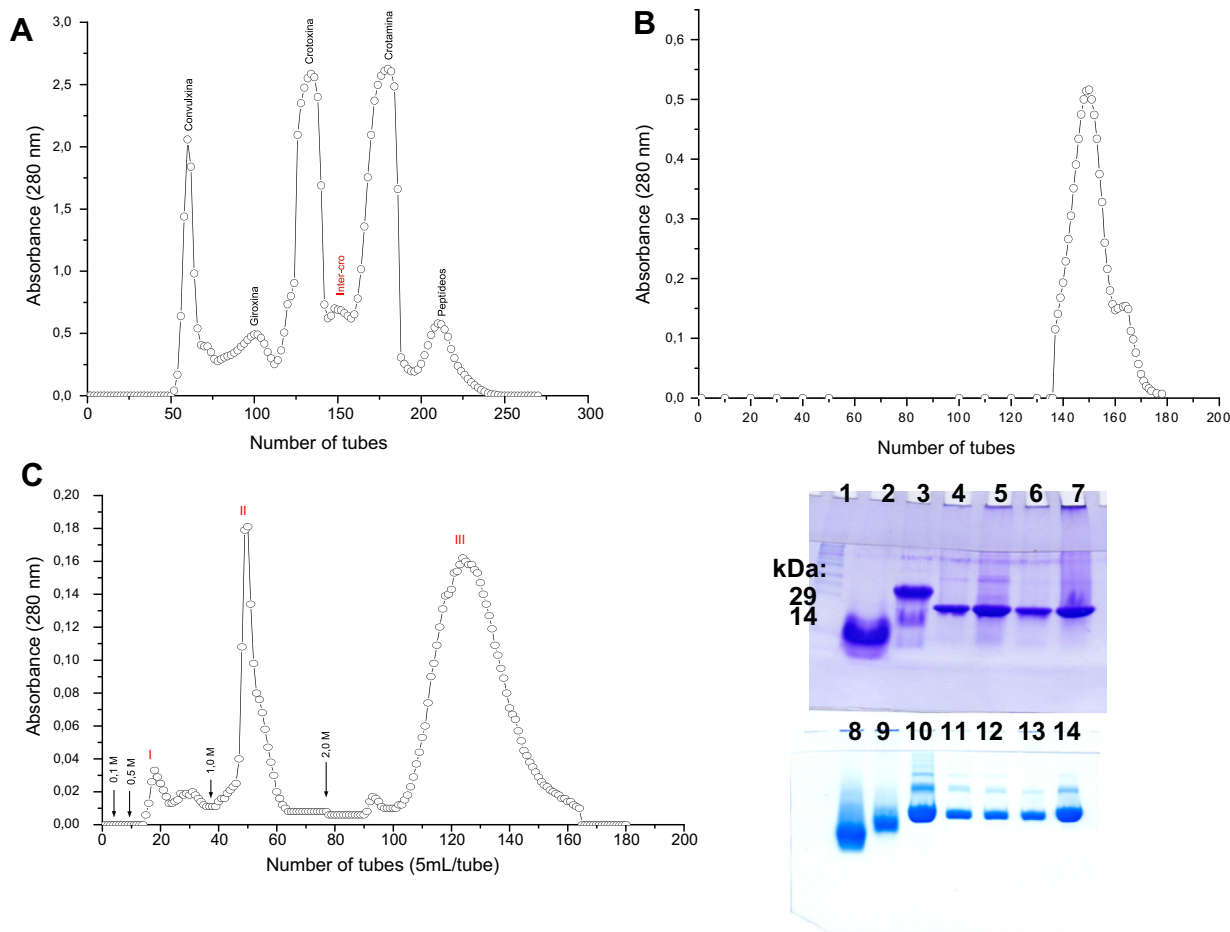 A
Absorbance (280 nm)
3,0
2,5
2,0
1,5
1,0
0,5
0,0
Convulxina
Giroxina
Crotoxina
Inter-cro
Crotamina
Peptideos
0 50 100 150 200 250 300
Number of tubes
B
Absorbance (280 nm)
0,6
0,5
0,4
0,3
0,2
0,1
0,0
0 20 40 60 80 100 120 140 160 180 200
Number of tubes
C
Absorbance (280 nm)
0,20
0,18
0,16
0,14
0,12
0,10
0,08
0,06
0,04
0,02
0,00
0,1 M
0,5 M
I
1,0 M
II
2,0 M
III
0 20 40 60 80 100 120 140 160 180 200
Number of tubes (5mL/tube)
1 2 3 4 5 6 7
kDa:
29
14
8 9 10 11 12 13 14